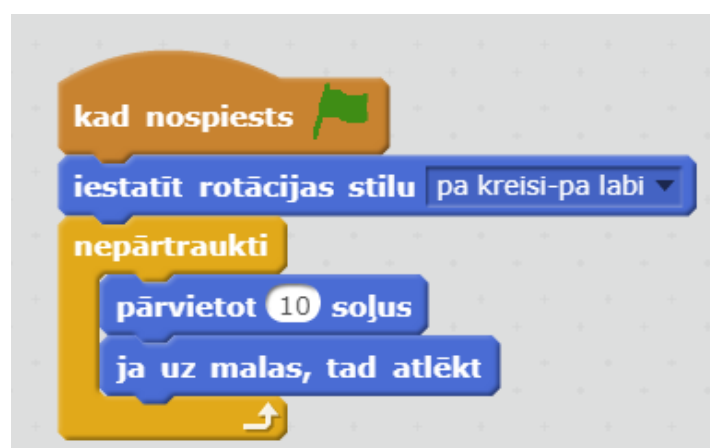 kad nospiests
iestatīt rotācijas stilu pa kreisi-pa labi
nepārtraukti
pārvietot 10 soļus
ja uz malas, tad atlēkt